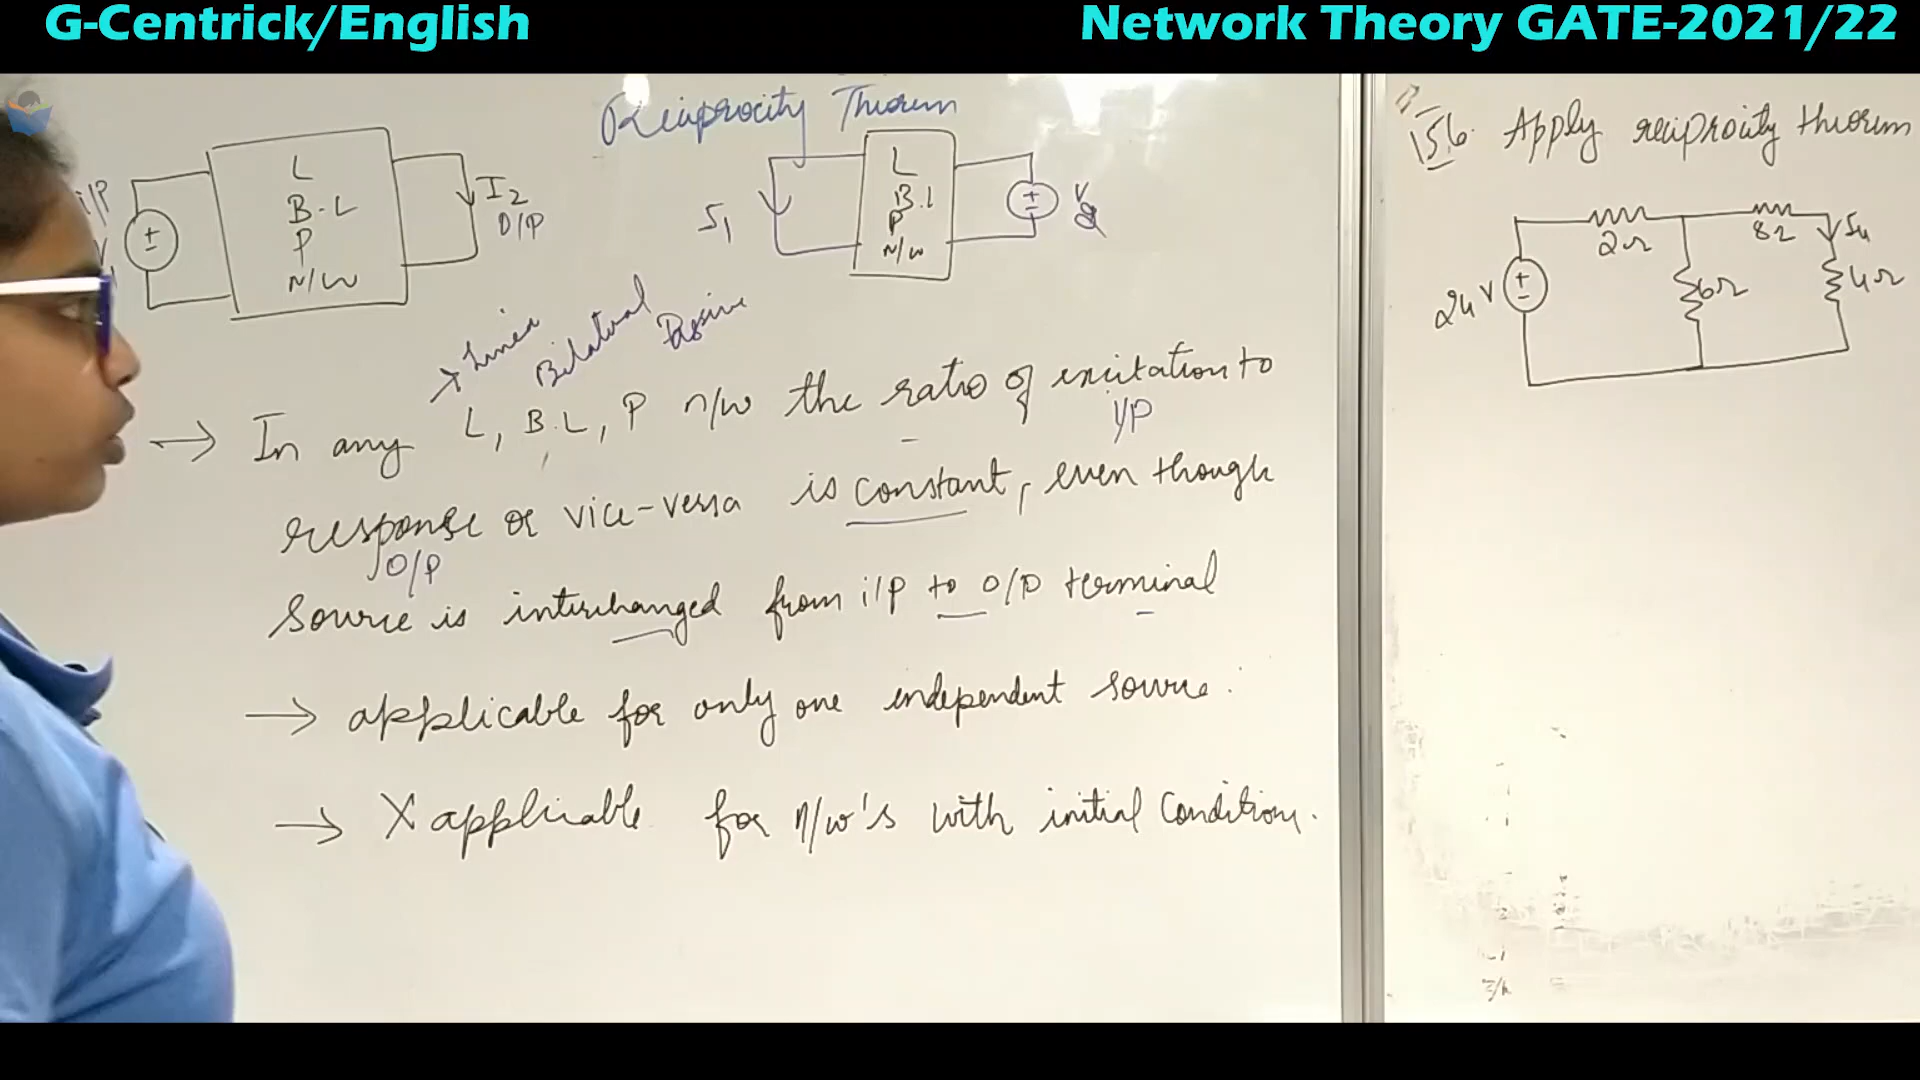 G-Centrick/English
Network Theory GATE-2021/22
Reciprocity Theorem
i/P
L
B.L
P
N/W
I2
O/P
L
B.L
P
N/W
V
156. Apply reciprocity theorem
2Ω
8Ω
I4
24 V
6Ω
4Ω
Linear
Bilateral
Passive
→ In any L, B.L, P n/w the ratio of excitation to
I/P
response or vice-versa is constant, even though
O/P
source is interchanged from i/p to O/P terminal
→ applicable for only one independent source.
→ X applicable for n/w's with initial condition.